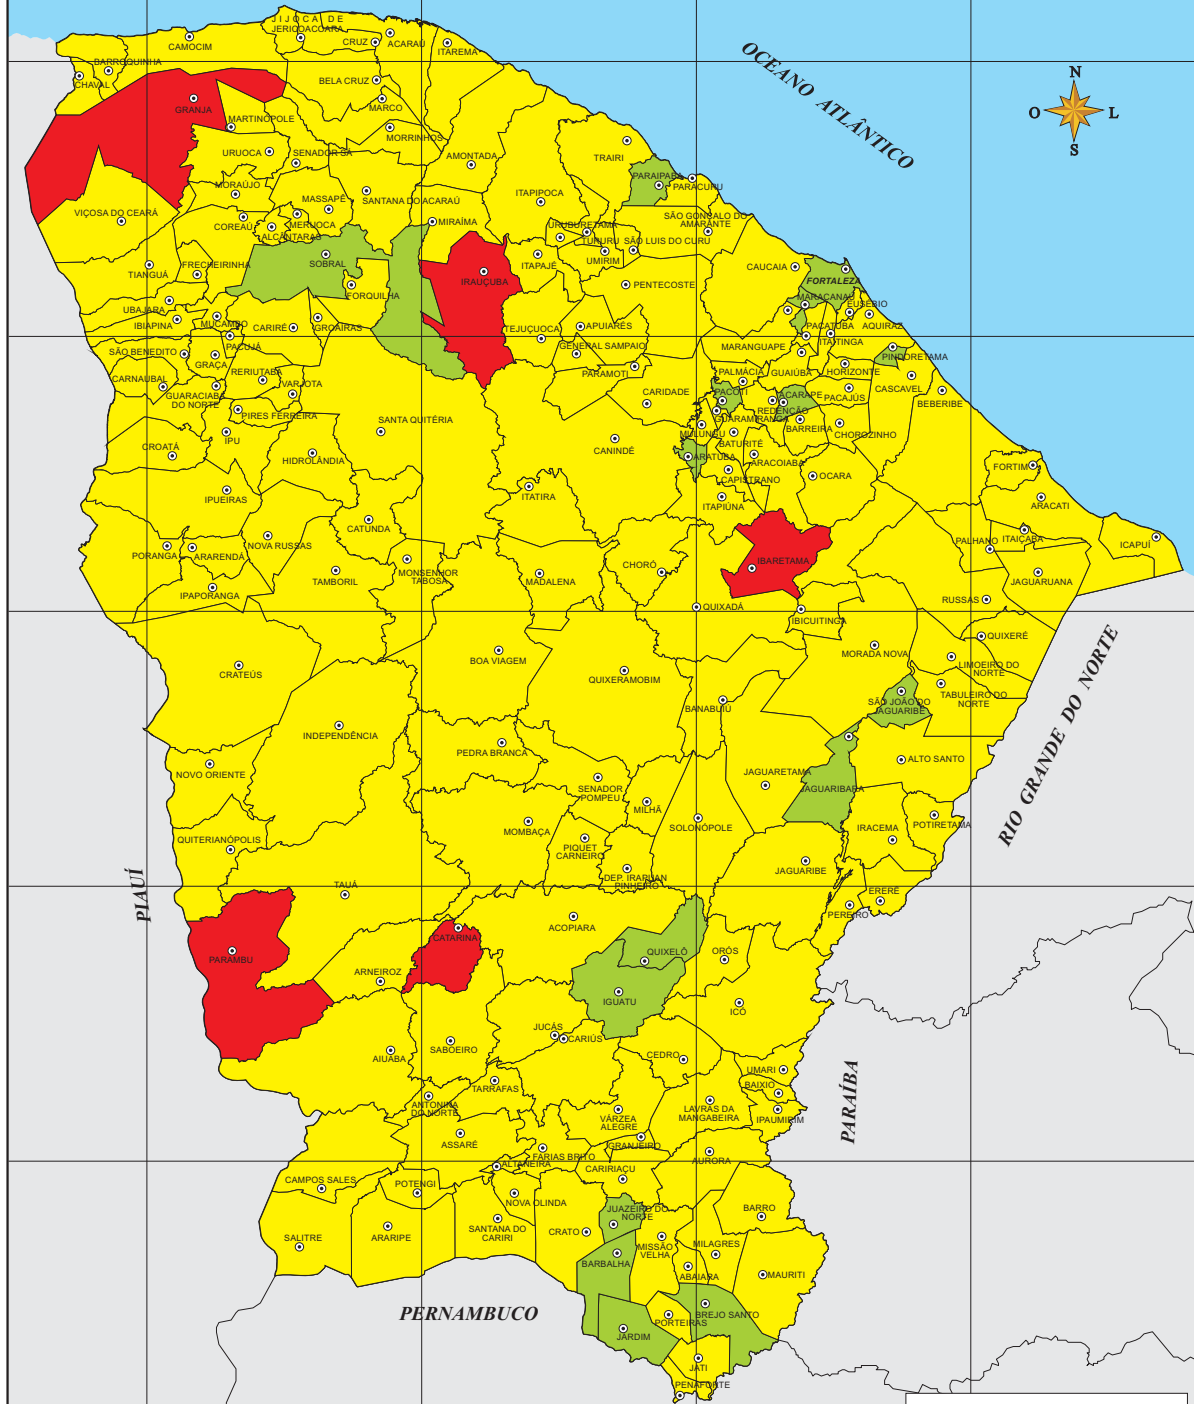 JIJOCA DE
JERICOACOARA
CAMOCIM
CRUZ
ACARAÚ
ITAREMA
BARROQUINHA
CHAVAL
BELA CRUZ
MARCO
GRANJA
MARTINÓPOLE
MORRINHOS
URUOCA
SENADOR SÁ
AMONTADA
TRAIRI
OCEANO ATLÂNTICO
N
O
L
S
MORAÚJO
MASSAPÊ
SANTANA DO ACARAÚ
ITAPIPOCA
PARAIPABA
PARACURU
VIÇOSA DO CEARÁ
COREAÚ
MERUOCA
ALCÂNTARAS
MIRAÍMA
URUBURETAMA
TURURU
SÃO GONÇALO DO
AMARANTE
SÃO LUIS DO CURU
UMIRIM
TIANGUÁ
FRECHEIRINHA
SOBRAL
FORQUILHA
IRAUÇUBA
ITAPAJÉ
PENTECOSTE
CAUCAIA
FORTALEZA
MARACANAÚ
EUSÉBIO
AQUIRAZ
UBAJARA
IBIAPINA
MUCAMBO
PACUJÁ
CARIRÉ
GROAÍRAS
TEJUÇUOCA
APUIARÉS
GENERAL SAMPAIO
PACATUBA
ITAITINGA
MARANGUAPE
GUAIÚBA
HORIZONTE
PINDORETAMA
SÃO BENEDITO
GRAÇA
CARNAUBAL
GUARACIABA
DO NORTE
RERIUTABA
VARJOTA
PIRES FERREIRA
PARAMOTI
CARIDADE
PALMÁCIA
PACOTI
ACARAPE
REDENÇÃO
GUARAMIRANGA
PACAJÚS
CASCAVEL
BEBERIBE
CROATÁ
IPU
HIDROLÂNDIA
SANTA QUITÉRIA
CANINDÉ
MULUNGU
BATURITÉ
BARREIRA
CHOROZINHO
ARATUBA
ARACOIABA
CAPISTRANO
OCARA
FORTIM
ARACATI
IPUEIRAS
ITATIRA
ITAPIÚNA
CATUNDA
PORANGA
ARARENDÁ
NOVA RUSSAS
IPAPORANGA
TAMBORIL
MONSENHOR
TABOSA
MADALENA
CHORÓ
IBARETAMA
PALHANO
ITAIÇABA
ICAPUÍ
JAGUARUANA
QUIXADÁ
IBICUITINGA
RUSSAS
QUIXERÉ
CRATEÚS
BOA VIAGEM
QUIXERAMOBIM
MORADA NOVA
LIMOEIRO DO
NORTE
TABULEIRO DO
NORTE
BANABUIÚ
SÃO JOÃO DO
JAGUARIBE
RIO GRANDE DO NORTE
INDEPENDÊNCIA
PEDRA BRANCA
NOVO ORIENTE
SENADOR
POMPEU
MILHÃ
JAGUARETAMA
JAGUARIBARA
ALTO SANTO
QUITERIANÓPOLIS
MOMBAÇA
PIQUET
CARNEIRO
SOLONÓPOLE
IRACEMA
POTIRETAMA
PIAUÍ
TAUÁ
DEP. IRAPUAN
PINHEIRO
JAGUARIBE
ERERE
PEREIRO
ACOPIARA
PARAMBU
CATARINA
ARNEIROZ
QUIXELÔ
ORÓS
IGUATU
ICÓ
JUCÁS
CARIÚS
AIUABA
SABOEIRO
CEDRO
UMARI
BAIXIO
IPAUMIRIM
PARAÍBA
TARRAFAS
ANTONINA
DO NORTE
VÁRZEA
ALEGRE
LAVRAS DA
MANGABEIRA
ASSARÉ
GRANJEIRO
FARIAS BRITO
ALTANEIRA
AURORA
CARIRIAÇU
CAMPOS SALES
POTENGI
NOVA OLINDA
JUAZEIRO DO
NORTE
BARRO
SALITRE
ARARIPE
SANTANA DO
CARIRI
CRATO
MISSÃO
VELHA
MILAGRES
BARBALHA
ABAIARA
MAURITI
PERNAMBUCO
PORTEIRAS
BREJO SANTO
JARDIM
JATI
PENAFORTE